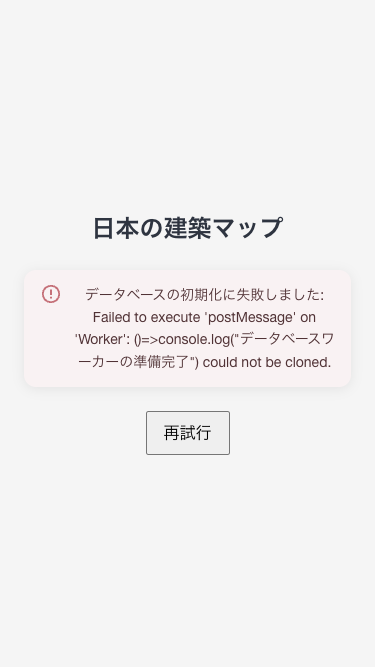 日本の建築マップ
データベースの初期化に失敗しました:
Failed to execute 'postMessage' on
'Worker': ()=>console.log("データベースワ
ーカーの準備完了") could not be cloned.
再試行